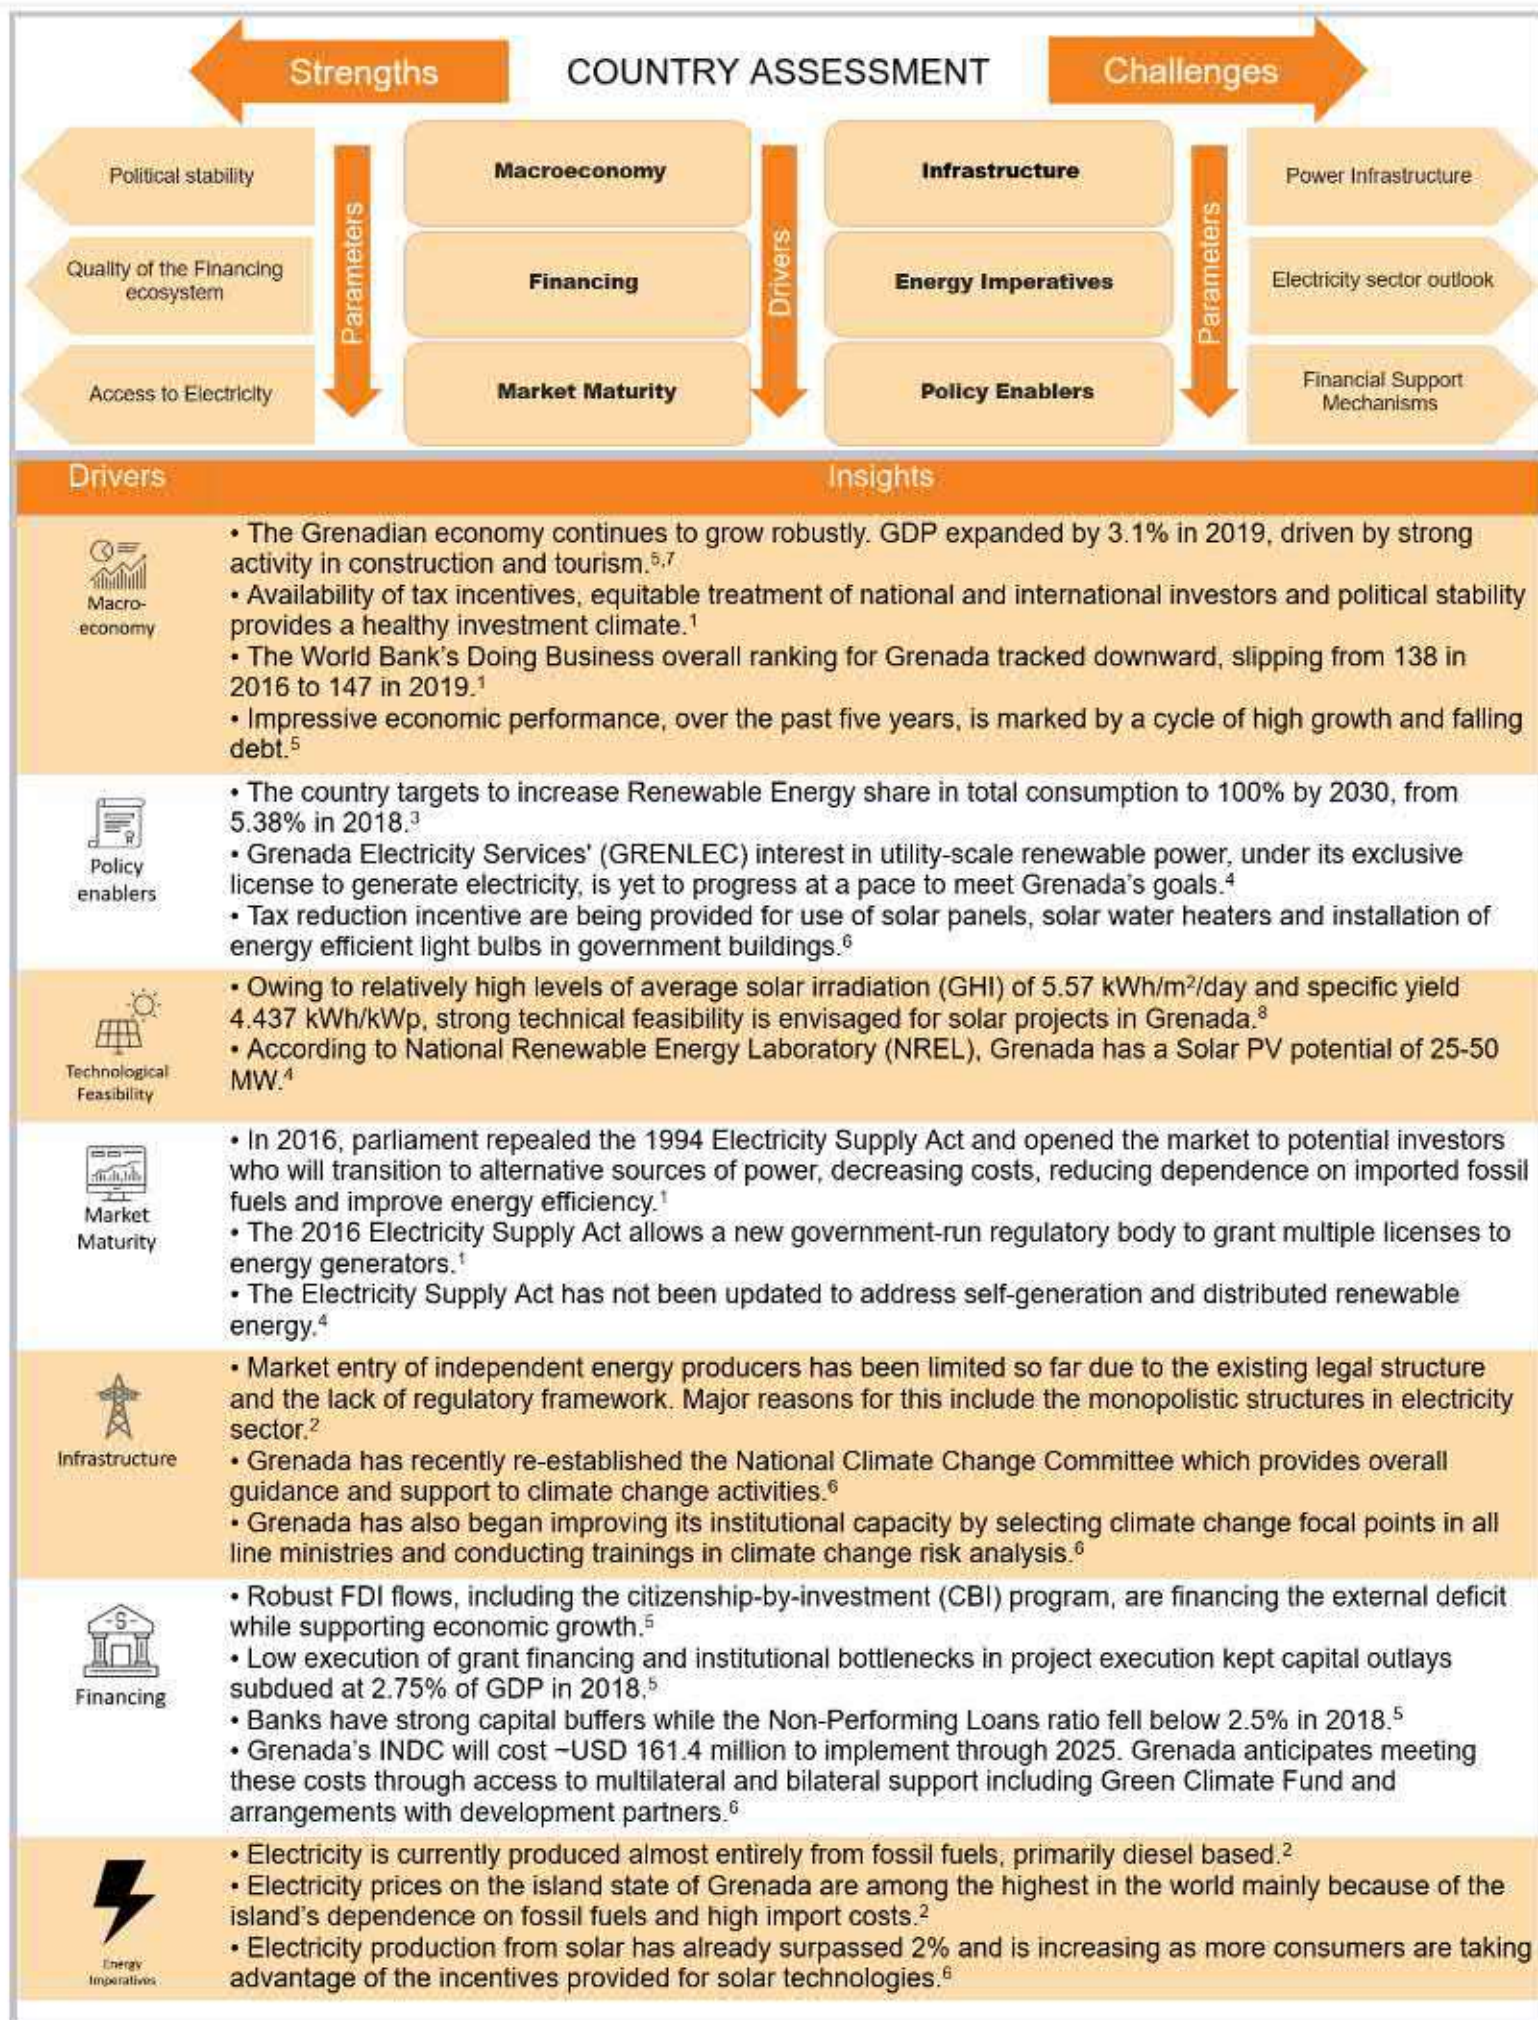 Strengths
COUNTRY ASSESSMENT
Challenges
Political stability
Parameters
Macroeconomy
Drivers
Infrastructure
Parameters
Power Infrastructure
Quality of the Financing
ecosystem
Financing
Energy Imperatives
Electricity sector outlook
Access to Electricity
Market Maturity
Policy Enablers
Financial Support
Mechanisms
Drivers
Insights
Macro-
economy
• The Grenadian economy continues to grow robustly. GDP expanded by 3.1% in 2019, driven by strong
activity in construction and tourism.⁵,⁷
• Availability of tax incentives, equitable treatment of national and international investors and political stability
provides a healthy investment climate.¹
• The World Bank's Doing Business overall ranking for Grenada tracked downward, slipping from 138 in
2016 to 147 in 2019.¹
• Impressive economic performance, over the past five years, is marked by a cycle of high growth and falling
debt.⁵
Policy
enablers
• The country targets to increase Renewable Energy share in total consumption to 100% by 2030, from
5.38% in 2018.³
• Grenada Electricity Services' (GRENLEC) interest in utility-scale renewable power, under its exclusive
license to generate electricity, is yet to progress at a pace to meet Grenada's goals.⁴
• Tax reduction incentive are being provided for use of solar panels, solar water heaters and installation of
energy efficient light bulbs in government buildings.⁶
Technological
Feasibility
• Owing to relatively high levels of average solar irradiation (GHI) of 5.57 kWh/m²/day and specific yield
4.437 kWh/kWp, strong technical feasibility is envisaged for solar projects in Grenada.⁸
• According to National Renewable Energy Laboratory (NREL), Grenada has a Solar PV potential of 25-50
MW.⁴
Market
Maturity
• In 2016, parliament repealed the 1994 Electricity Supply Act and opened the market to potential investors
who will transition to alternative sources of power, decreasing costs, reducing dependence on imported fossil
fuels and improve energy efficiency.¹
• The 2016 Electricity Supply Act allows a new government-run regulatory body to grant multiple licenses to
energy generators.¹
• The Electricity Supply Act has not been updated to address self-generation and distributed renewable
energy.⁴
Infrastructure
• Market entry of independent energy producers has been limited so far due to the existing legal structure
and the lack of regulatory framework. Major reasons for this include the monopolistic structures in electricity
sector.²
• Grenada has recently re-established the National Climate Change Committee which provides overall
guidance and support to climate change activities.⁶
• Grenada has also began improving its institutional capacity by selecting climate change focal points in all
line ministries and conducting trainings in climate change risk analysis.⁶
-$-
Financing
• Robust FDI flows, including the citizenship-by-investment (CBI) program, are financing the external deficit
while supporting economic growth.⁵
• Low execution of grant financing and institutional bottlenecks in project execution kept capital outlays
subdued at 2.75% of GDP in 2018.⁵
• Banks have strong capital buffers while the Non-Performing Loans ratio fell below 2.5% in 2018.⁵
• Grenada's INDC will cost ~USD 161.4 million to implement through 2025. Grenada anticipates meeting
these costs through access to multilateral and bilateral support including Green Climate Fund and
arrangements with development partners.⁶
Energy
Imperatives
• Electricity is currently produced almost entirely from fossil fuels, primarily diesel based.²
• Electricity prices on the island state of Grenada are among the highest in the world mainly because of the
island's dependence on fossil fuels and high import costs.²
• Electricity production from solar has already surpassed 2% and is increasing as more consumers are taking
advantage of the incentives provided for solar technologies.⁶